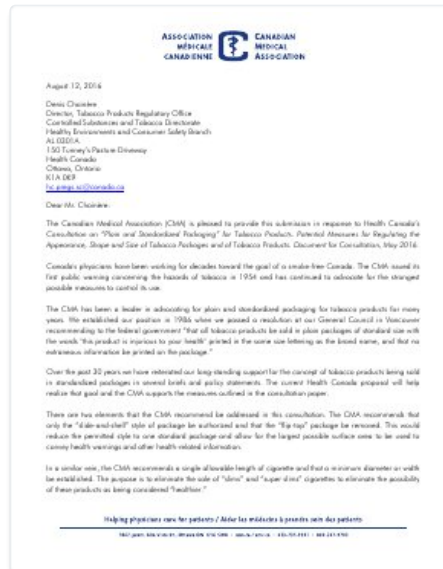 ASSOCIATION MÉDICALE CANADIENNE
CANADIAN MEDICAL ASSOCIATION
August 12, 2016
Denis Choinière
Director, Tobacco Products Regulatory Office
Controlled Substances and Tobacco Directorate
Healthy Environments and Consumer Safety Branch
AL 0301A
150 Tunney's Pasture Driveway
Health Canada
Ottawa, Ontario
K1A 0K9
Dear Mr. Choinière:
The Canadian Medical Association (CMA) is pleased to provide this submission in response to Health Canada's
Consultation on "Plain and Standardized Packaging" for Tobacco Products. Potential Measures for Regulating the
Appearance, Shape and Size of Tobacco Packages and of Tobacco Products. Document for Consultation, May 2016.
Canada's physicians have been working for decades toward the goal of a smoke-free Canada. The CMA issued its
first public warning concerning the hazards of tobacco in 1954 and has continued to advocate for the strongest
possible measures to control its use.
The CMA has been a leader in advocating for plain and standardized packaging for tobacco products for many
years. We established our position in 1986 when we passed a resolution at our General Council in Vancouver
recommending to the federal government "that all tobacco products be sold in plain packages of standard size with
the words 'this product is injurious to your health' printed in the same size lettering as the brand name, and that no
extraneous information be printed on the package."
Over the past 30 years we have reiterated our long-standing support for the concept of tobacco products being sold
in standardized packages in several briefs and policy statements. The current Health Canada proposal will help
realize that goal and the CMA supports the measures outlined in the consultation paper.
There are two elements that the CMA recommend be addressed in this consultation. The CMA recommends that
only the "slide-and-shell" style of package be authorized and that the "flip top" package be removed. This would
reduce the permitted style to one standard package and allow for the largest possible surface area to be used to
convey health warnings and other health-related information.
In a similar vein, the CMA recommends a single allowable length of cigarette and that a minimum diameter or width
be established. The purpose is to eliminate the sale of "slims" and "super slims" cigarettes to eliminate the possibility
of these products as being considered "healthier."
Helping physicians care for patients / Aider les médecins à prendre soin des patients